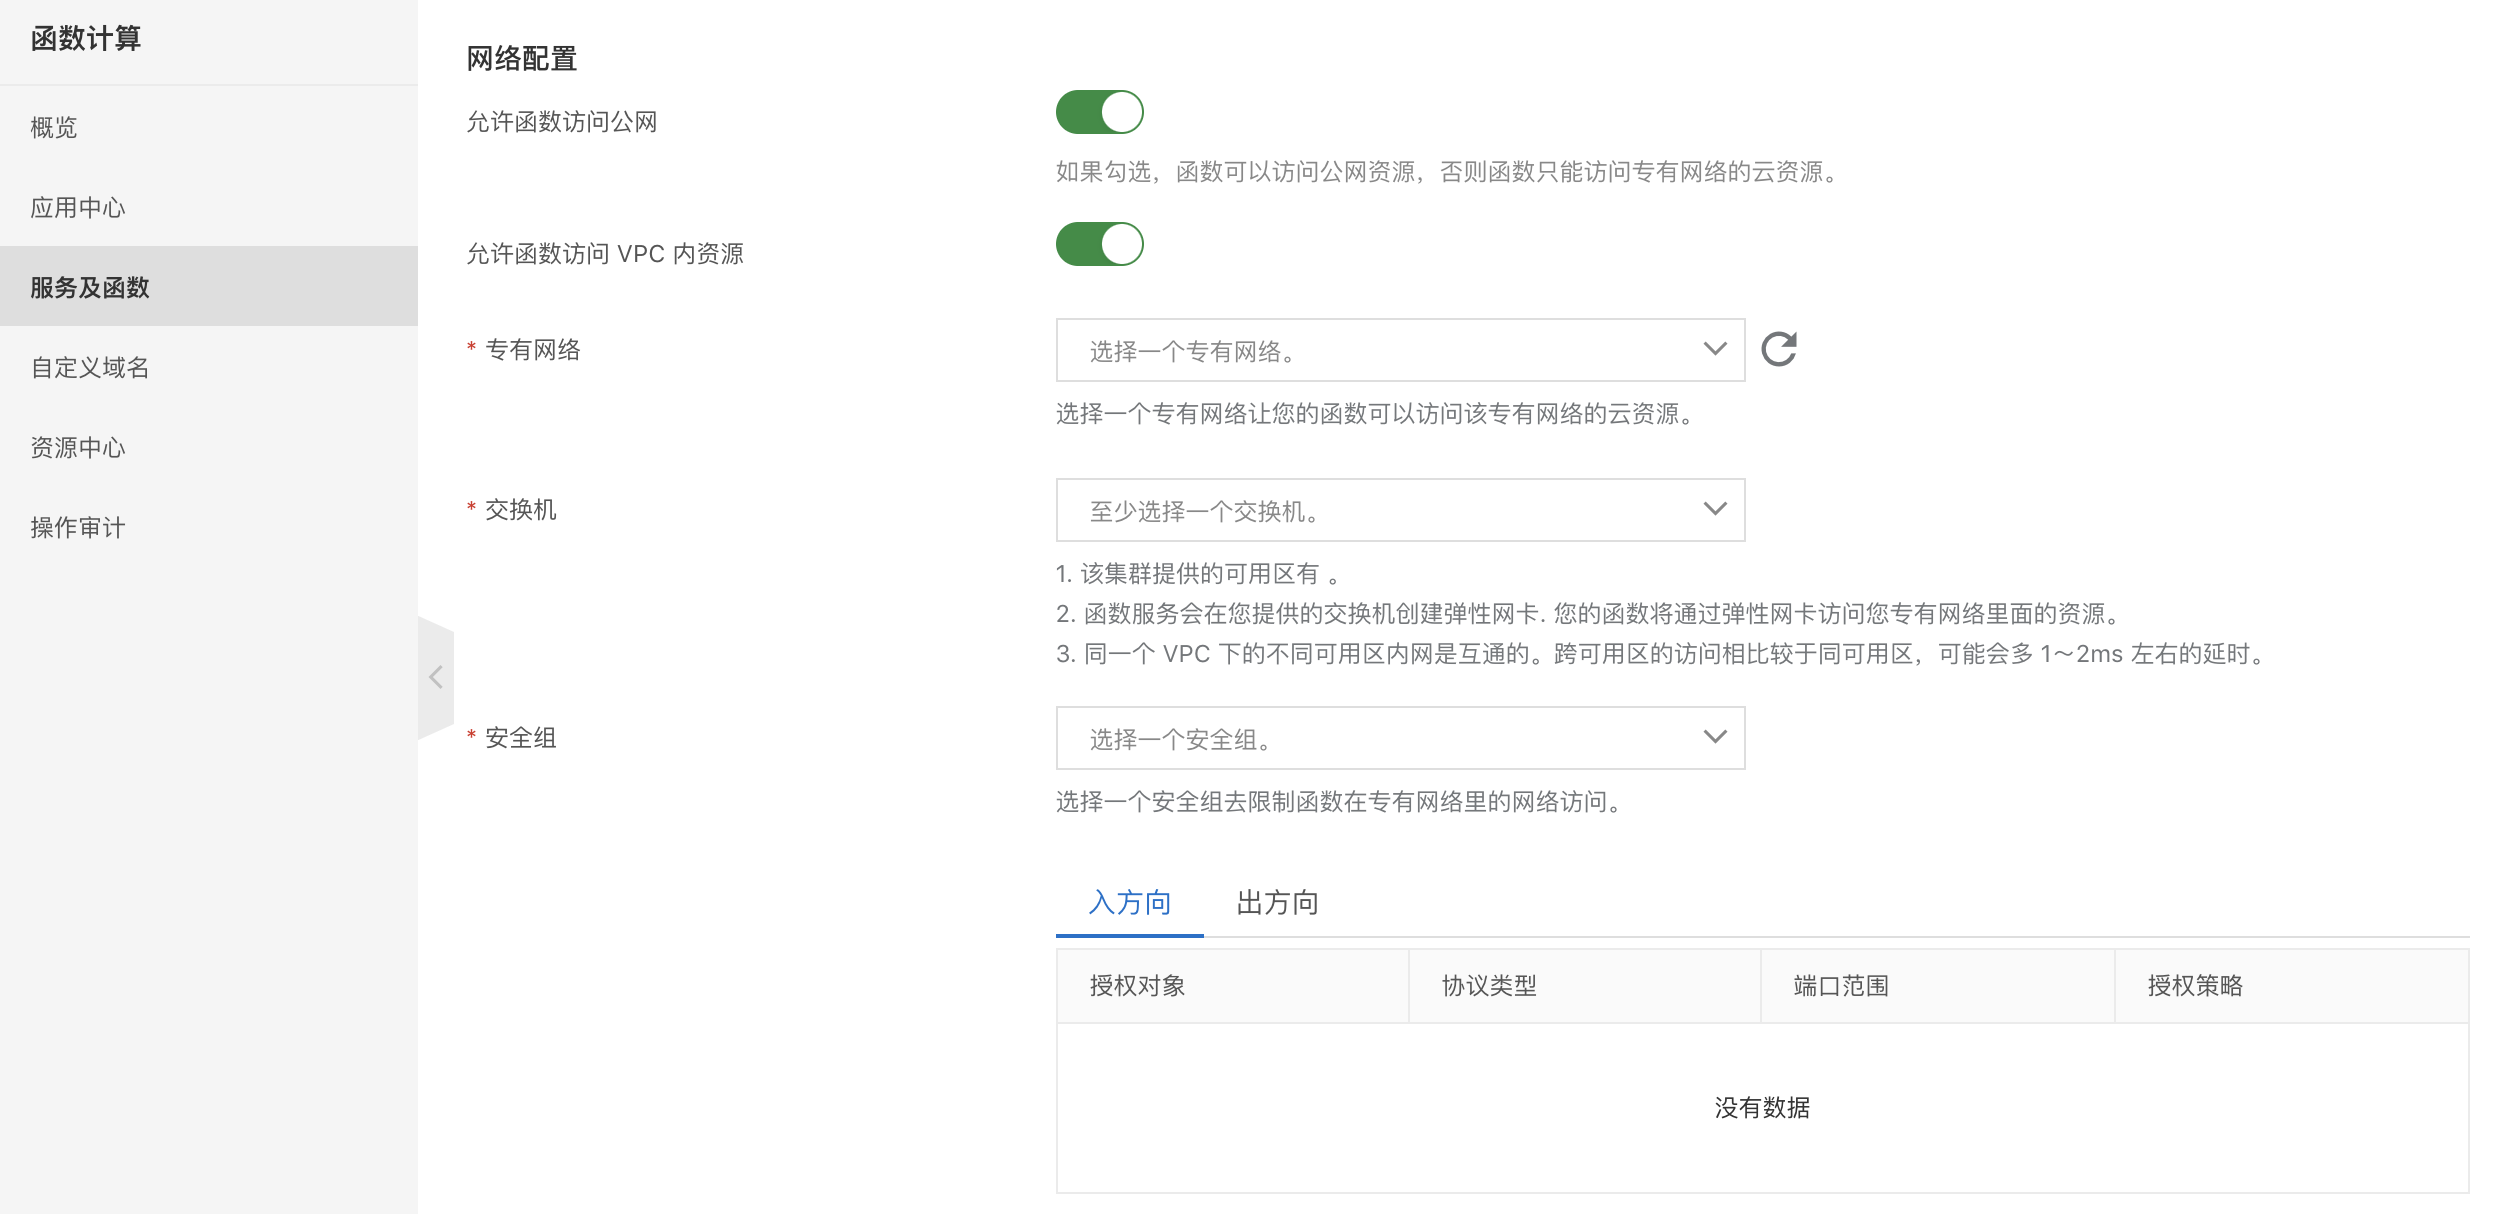 函数计算
概览
应用中心
服务及函数
自定义域名
资源中心
操作审计
网络配置
允许函数访问公网
如果勾选，函数可以访问公网资源，否则函数只能访问专有网络的云资源。
允许函数访问 VPC 内资源
* 专有网络
选择一个专有网络。
选择一个专有网络让您的函数可以访问该专有网络的云资源。
* 交换机
至少选择一个交换机。
1. 该集群提供的可用区有 。
2. 函数服务会在您提供的交换机创建弹性网卡. 您的函数将通过弹性网卡访问您专有网络里面的资源。
3. 同一个 VPC 下的不同可用区内网是互通的。跨可用区的访问相比较于同可用区，可能会多 1～2ms 左右的延时。
* 安全组
选择一个安全组。
选择一个安全组去限制函数在专有网络里的网络访问。
入方向 出方向
授权对象 协议类型 端口范围 授权策略
没有数据